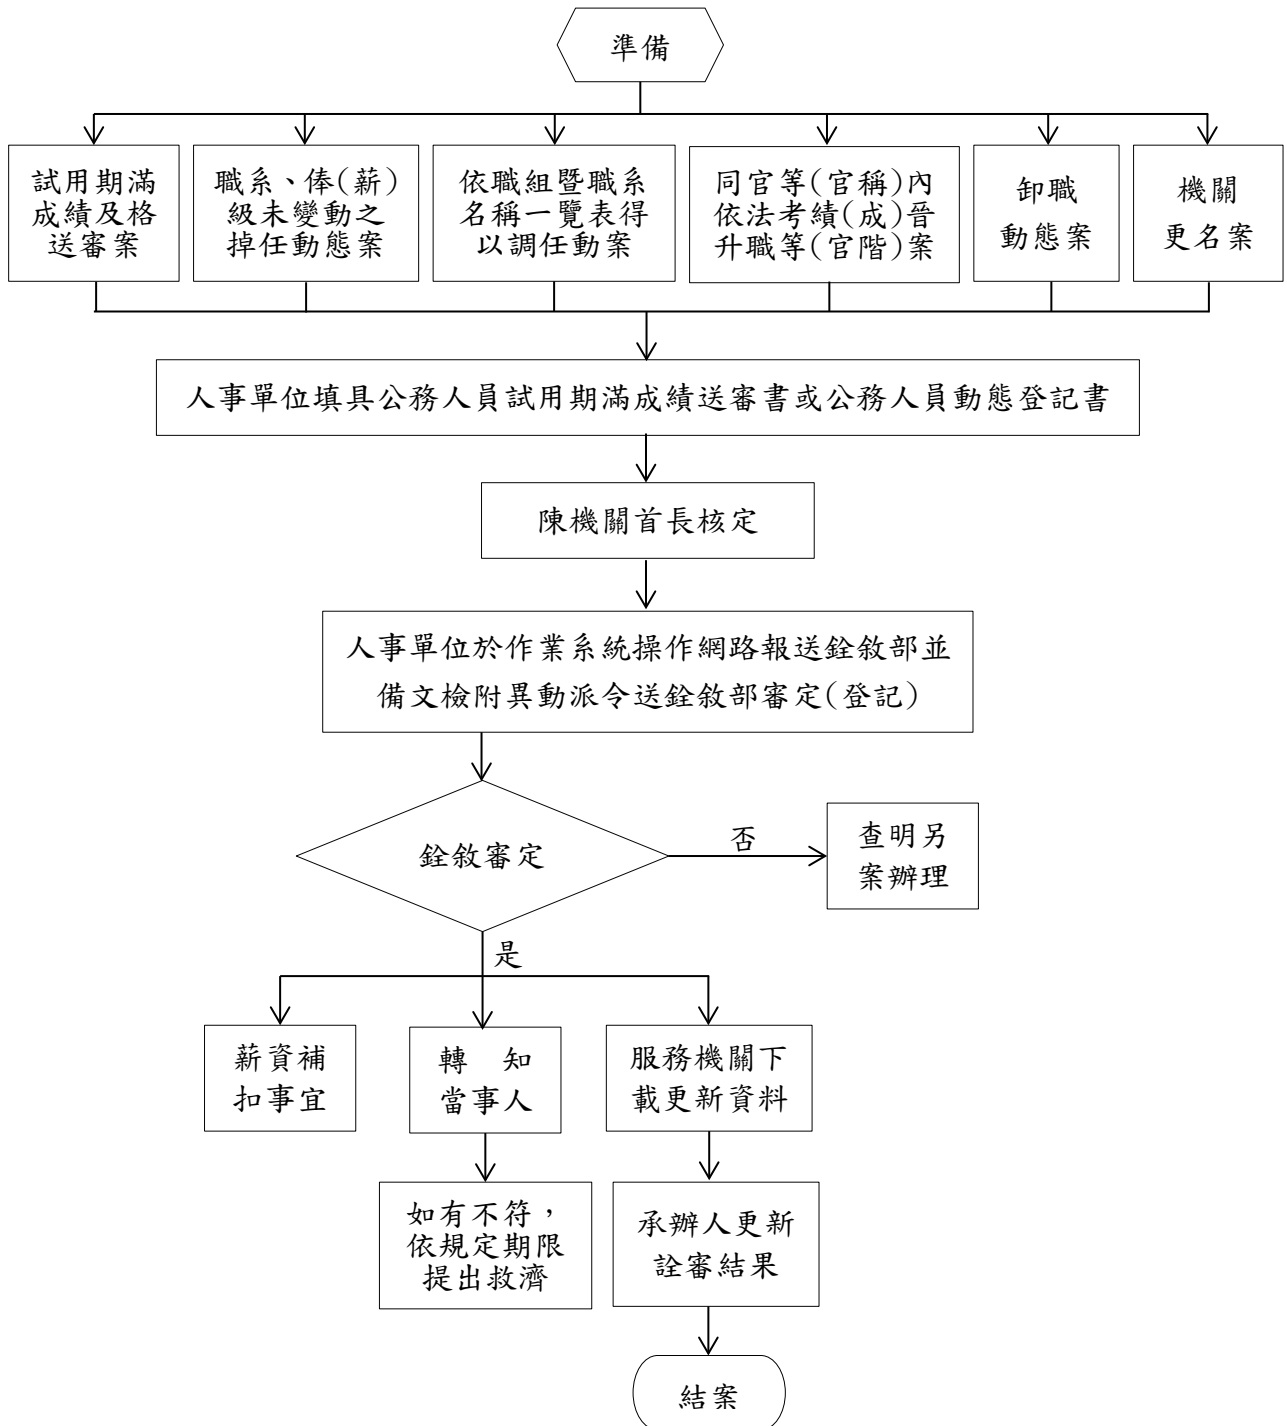 準備
試用期滿
成績及格
送審案
職系、俸(薪)
級未變動之
掉任動態案
依職組暨職系
名稱一覽表得
以調任動案
同官等(官稱)內
依法考績(成)晉
升職等(官階)案
卸職
動態案
機關
更名案
人事單位填具公務人員試用期滿成績送審書或公務人員動態登記書
陳機關首長核定
人事單位於作業系統操作網路報送銓敘部並
備文檢附異動派令送銓敘部審定(登記)
銓敘審定
否
查明另
案辦理
是
薪資補
扣事宜
轉　知
當事人
服務機關下
載更新資料
如有不符，
依規定期限
提出救濟
承辦人更新
詮審結果
結案